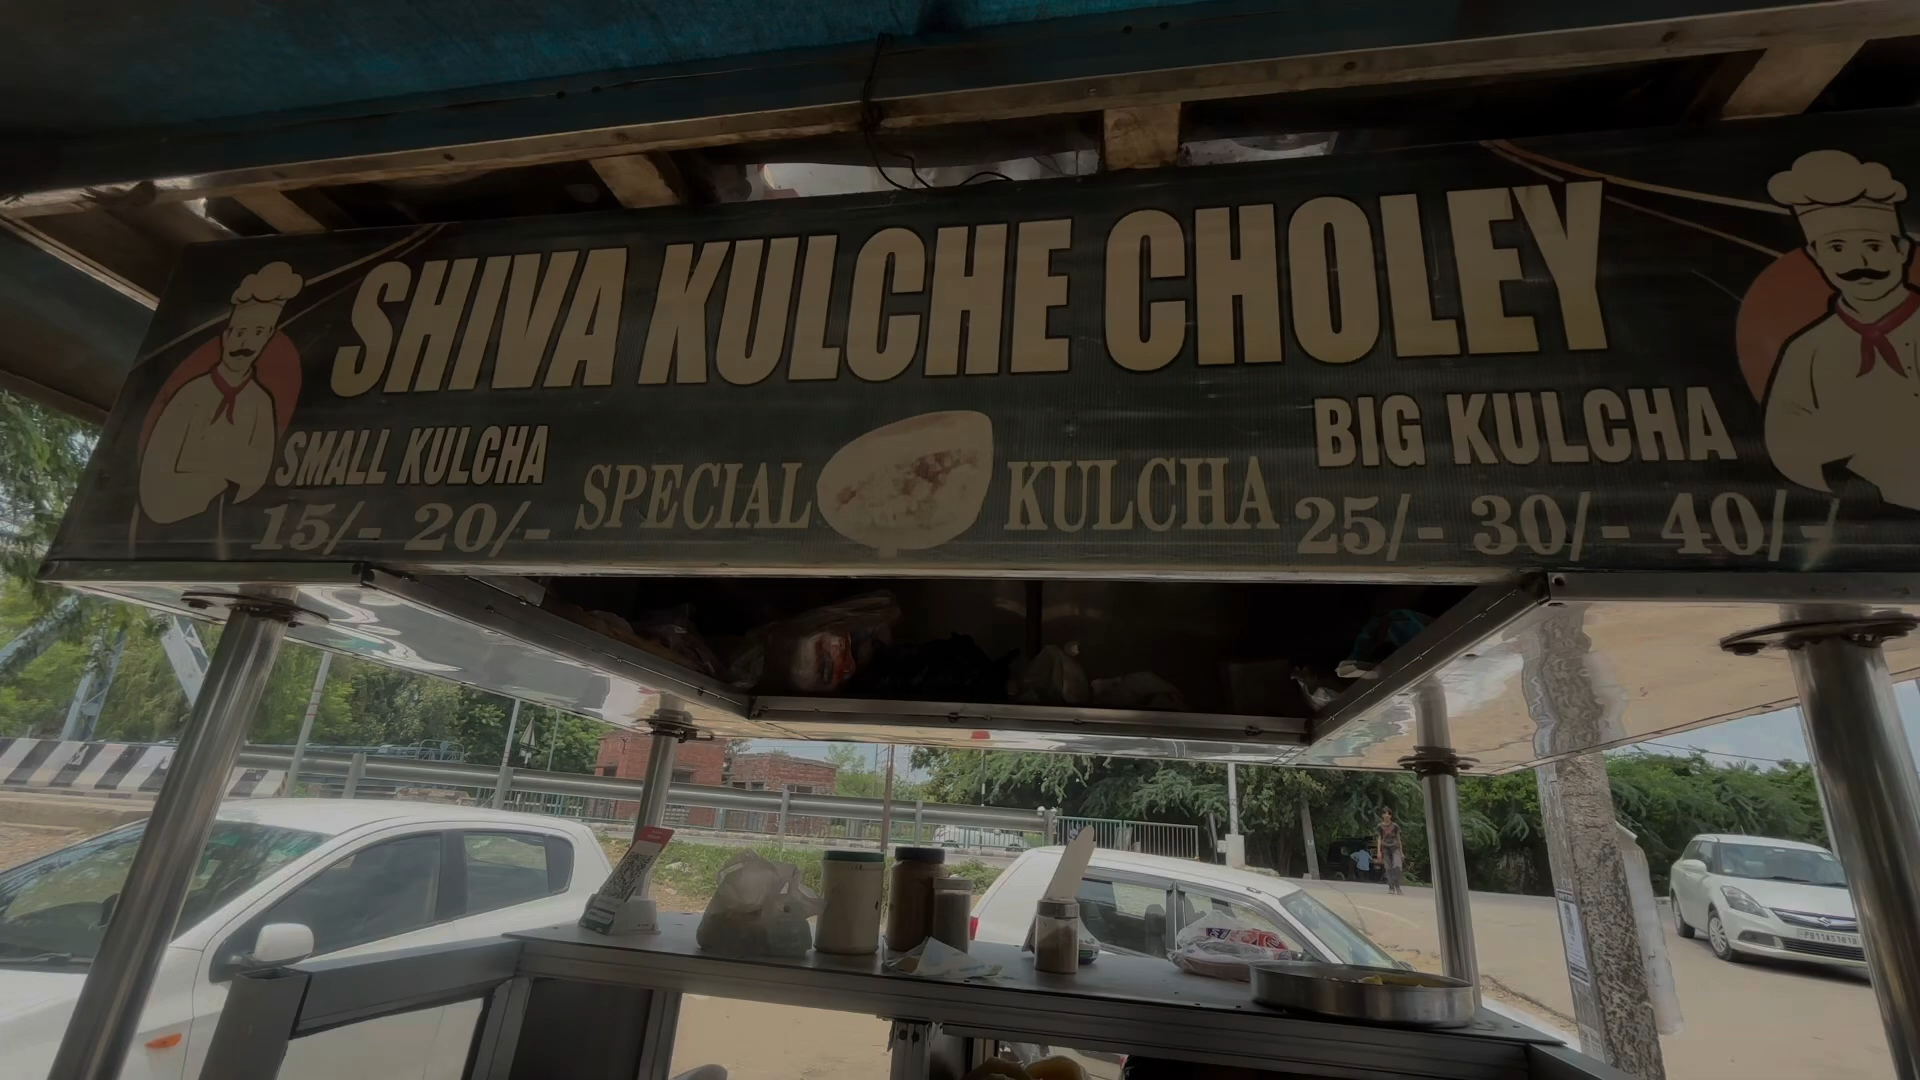 SHIVA KULCHE CHOLEY
SMALL KULCHA
15/- 20/-
SPECIAL KULCHA
BIG KULCHA
25/- 30/- 40/-